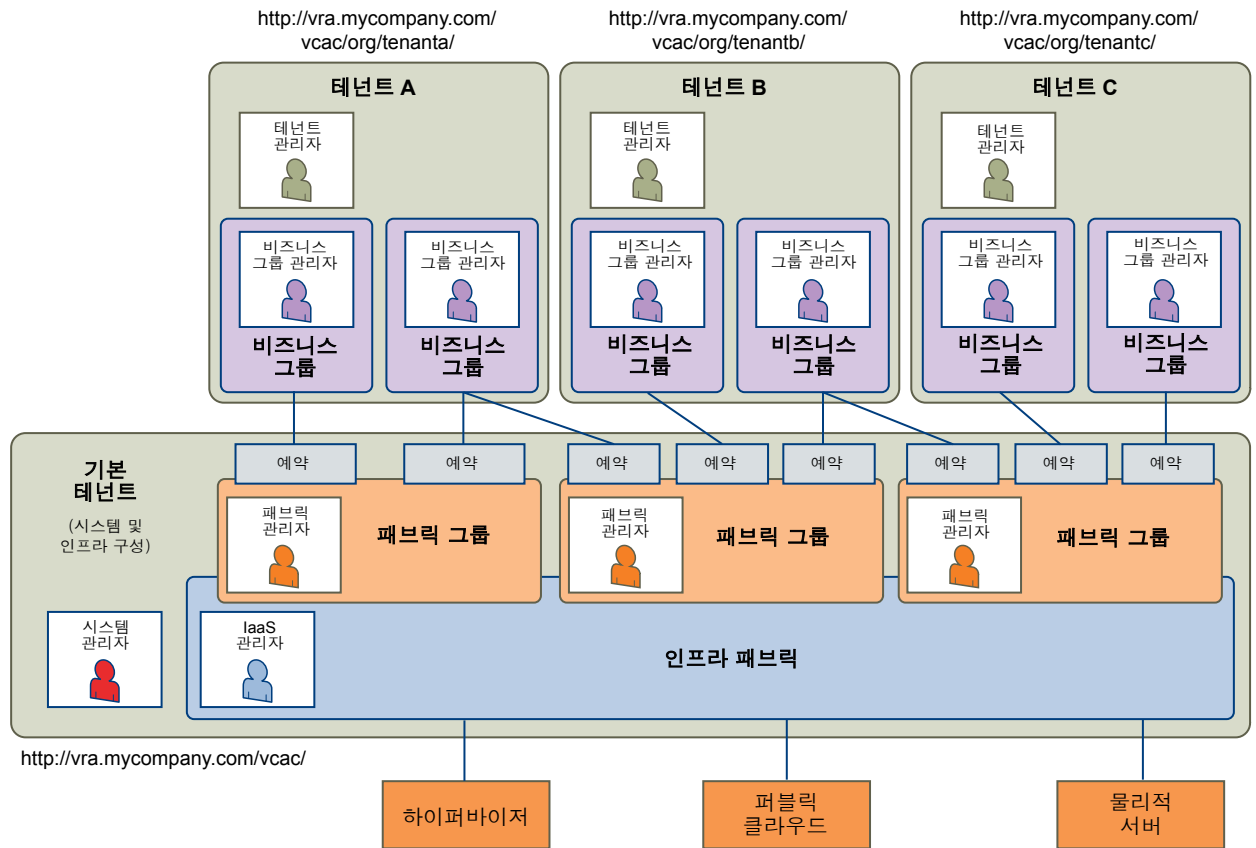 http://vra.mycompany.com/
vcac/org/tenanta/
http://vra.mycompany.com/
vcac/org/tenantb/
http://vra.mycompany.com/
vcac/org/tenantc/
테넌트 A
테넌트 B
테넌트 C
테넌트
관리자
테넌트
관리자
테넌트
관리자
비즈니스
그룹 관리자
비즈니스
그룹 관리자
비즈니스
그룹 관리자
비즈니스
그룹 관리자
비즈니스
그룹 관리자
비즈니스
그룹 관리자
비즈니스
그룹
비즈니스
그룹
비즈니스
그룹
비즈니스
그룹
비즈니스
그룹
비즈니스
그룹
기본
테넌트
(시스템 및
인프라 구성)
예약
예약
예약
예약
예약
예약
예약
예약
패브릭
관리자
패브릭 그룹
패브릭
관리자
패브릭 그룹
패브릭
관리자
패브릭 그룹
시스템
관리자
IaaS
관리자
인프라 패브릭
http://vra.mycompany.com/vcac/
하이퍼바이저
퍼블릭
클라우드
물리적
서버